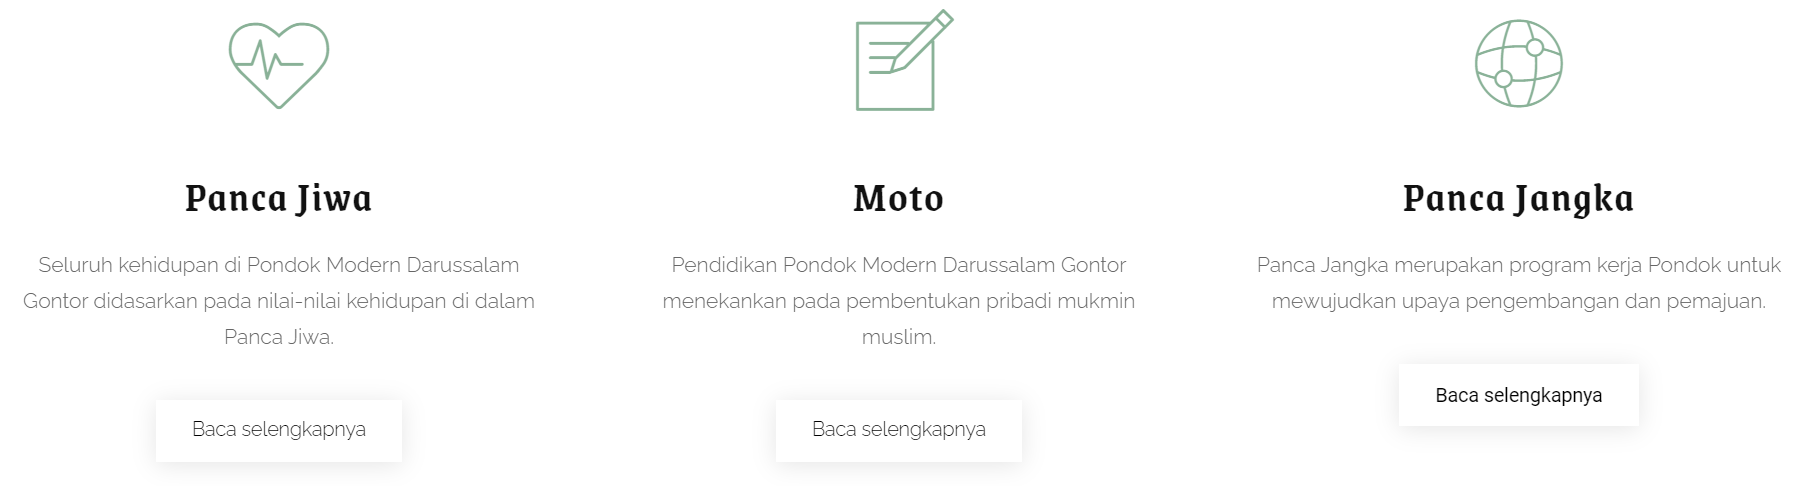 Panca Jiwa
Seluruh kehidupan di Pondok Modern Darussalam
Gontor didasarkan pada nilai-nilai kehidupan di dalam
Panca Jiwa.
Baca selengkapnya
Moto
Pendidikan Pondok Modern Darussalam Gontor
menekankan pada pembentukan pribadi mukmin
muslim.
Baca selengkapnya
Panca Jangka
Panca Jangka merupakan program kerja Pondok untuk
mewujudkan upaya pengembangan dan pemajuan.
Baca selengkapnya